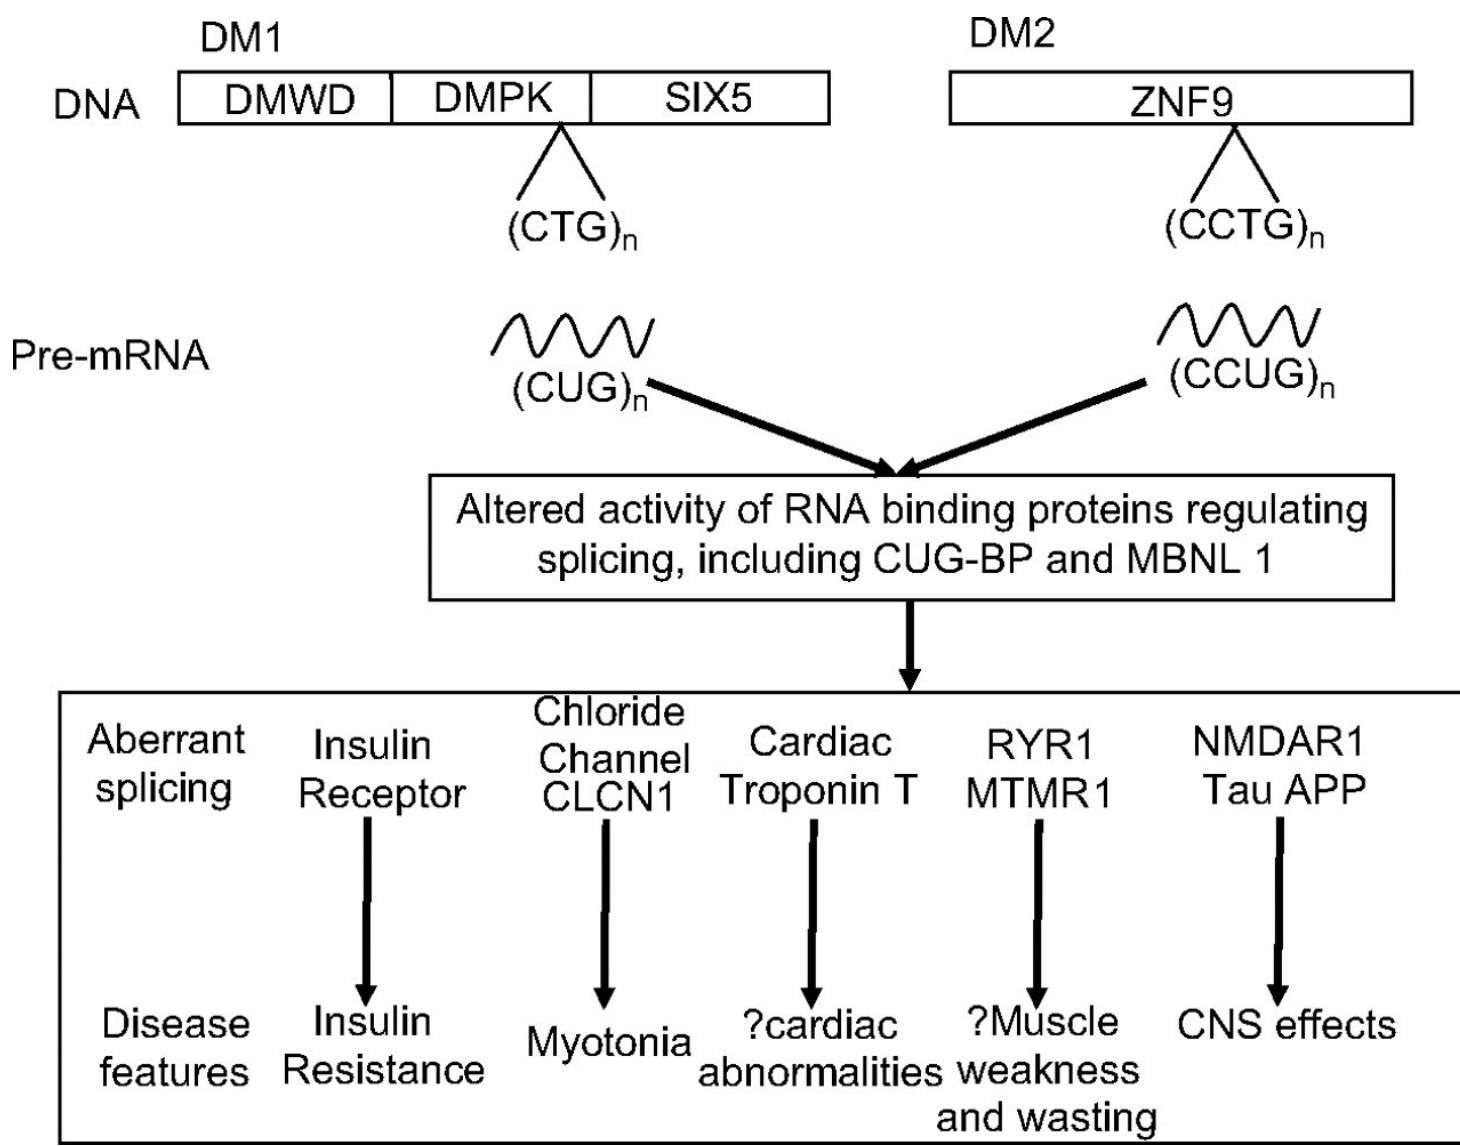 DM1
DM2
DNA
DMWD
DMPK
SIX5
ZNF9
(CTG)n
(CCTG)n
Pre-mRNA
(CUG)n
(CCUG)n
Altered activity of RNA binding proteins regulating
splicing, including CUG-BP and MBNL 1
Aberrant
splicing
Insulin
Receptor
Chloride
Channel
CLCN1
Cardiac
Troponin T
RYR1
MTMR1
NMDAR1
Tau APP
Disease
features
Insulin
Resistance
Myotonia
?cardiac
abnormalities
?Muscle
weakness
and wasting
CNS effects